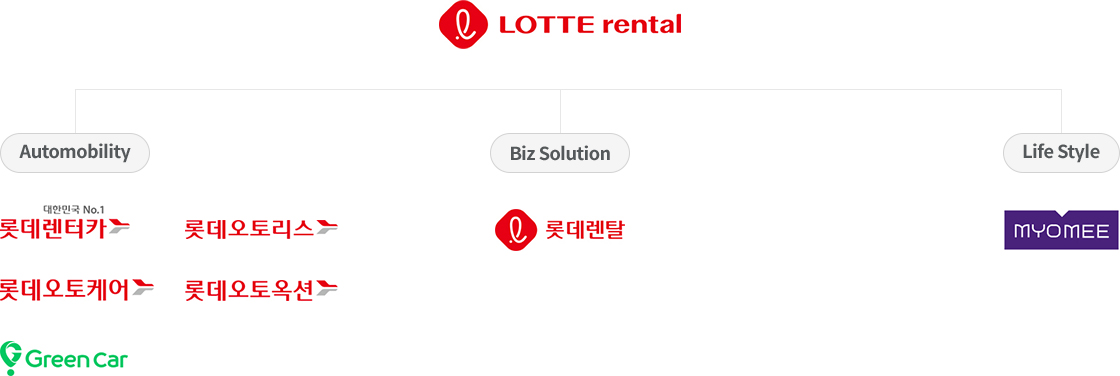 LOTTE rental
Automobility
Biz Solution
Life Style
대한민국 No.1
롯데렌터카
롯데오토리스
롯데렌탈
MYOMEE
롯데오토케어
롯데오토옥션
Green Car